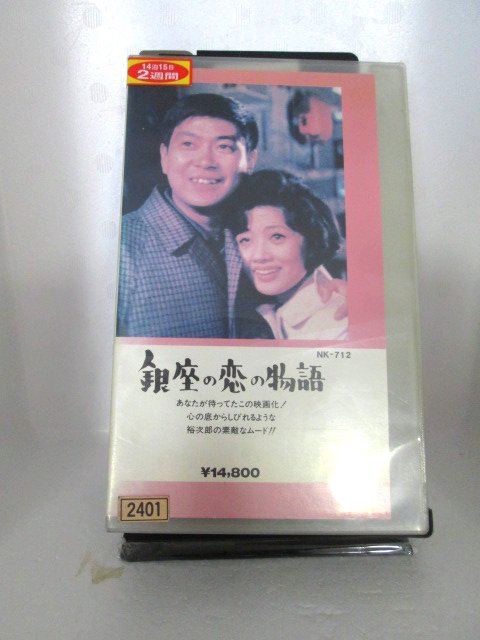 14泊15日
2週間
NK-712
銀座の恋の物語
あなたが待ってたこの映画化!
心の底からしびれるような
裕次郎の素敵なムード!!
¥14,800
2401